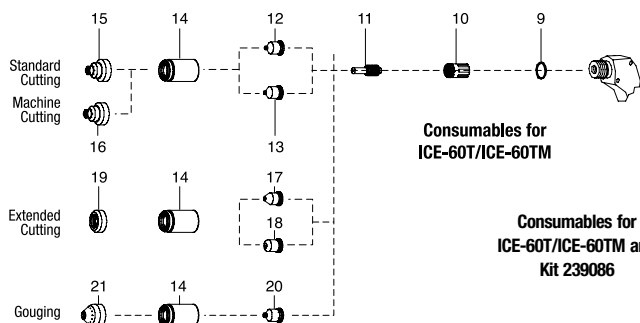 15 14 12 11 10 9
Standard
Cutting
Machine
Cutting
16 13
Consumables for
ICE-60T/ICE-60TM
19 14 17
18
Extended
Cutting
Consumables for
ICE-60T/ICE-60TM
Kit 239086
21 14 20
Gouging